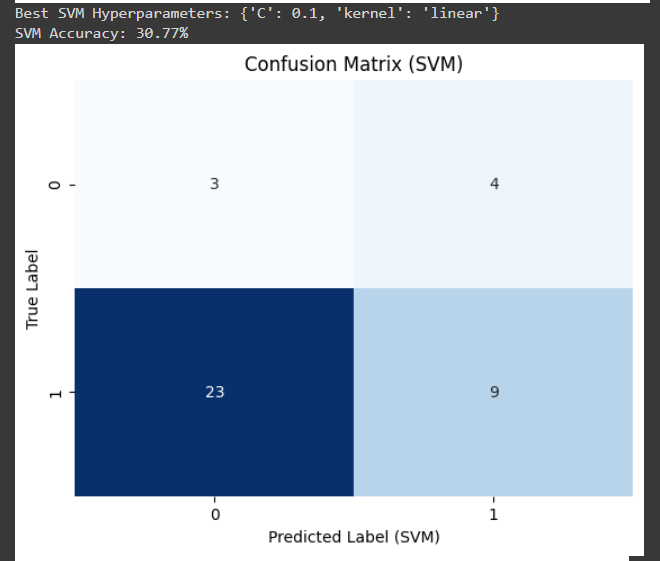 Best SVM Hyperparameters: {'C': 0.1, 'kernel': 'linear'}
SVM Accuracy: 30.77%
Confusion Matrix (SVM)
True Label
0
3 4
1
23 9
0 1
Predicted Label (SVM)